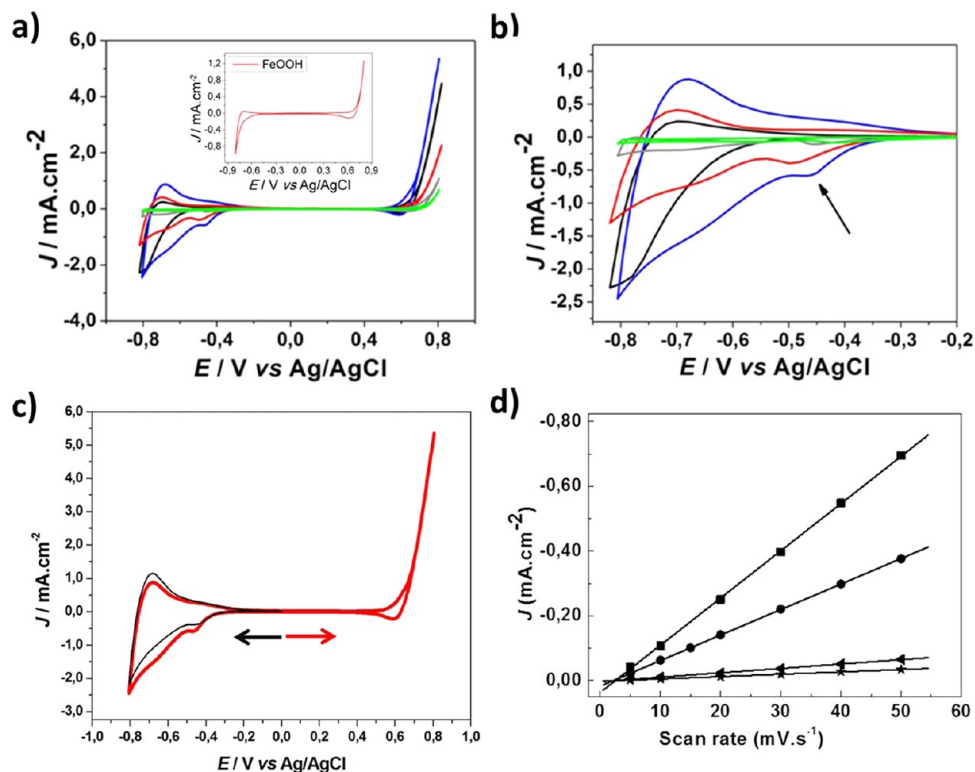 a)
6,0
4,0
2,0
0,0
-2,0
-4,0
J / mA.cm-2
-0,8 -0,4 0,0 0,4 0,8
E / V vs Ag/AgCl
FeOOH
1,2
0,8
0,4
0,0
-0,4
-0,8
J / mA.cm-2
-0.9 -0.6 -0.3 0.0 0.3 0.6 0.9
E / V vs Ag/AgCl
b)
1,0
0,5
0,0
-0,5
-1,0
-1,5
-2,0
-2,5
J / mA.cm-2
-0,8 -0,7 -0,6 -0,5 -0,4 -0,3 -0,2
E / V vs Ag/AgCl
c)
6,0
5,0
4,0
3,0
2,0
1,0
0,0
-1,0
-2,0
-3,0
J / mA.cm-2
-1,0 -0,8 -0,6 -0,4 -0,2 0,0 0,2 0,4 0,6 0,8 1,0
E / V vs Ag/AgCl
d)
-0,80
-0,60
-0,40
-0,20
0,00
J (mA.cm-2)
0 10 20 30 40 50 60
Scan rate (mV.s-1)